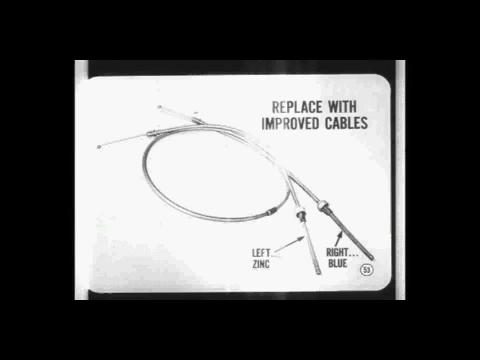 REPLACE WITH
IMPROVED CABLES
LEFT...
ZINC
RIGHT...
BLUE
53